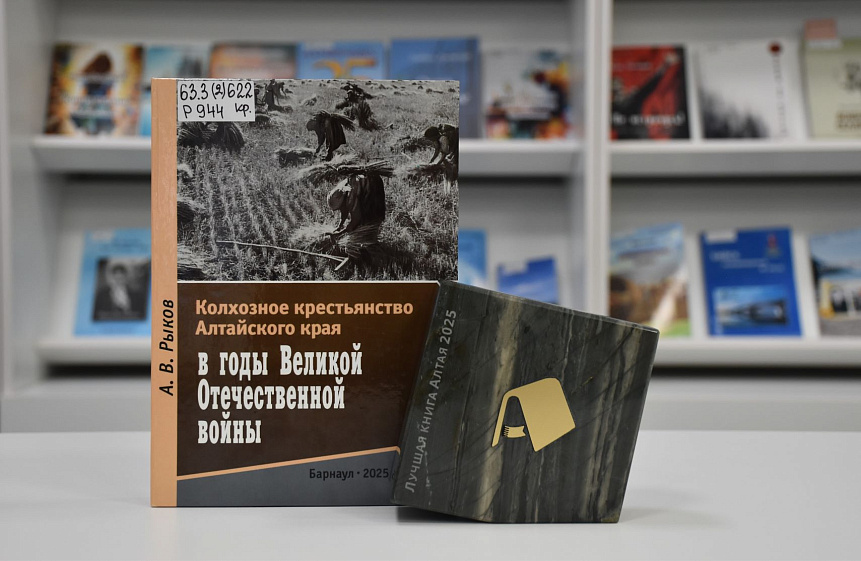 63.3(2)622
Р944 кр.
А. В. Рыков
Колхозное крестьянство
Алтайского края
в годы Великой
Отечественной
войны
Барнаул • 2025
Лучшая книга Алтая 2025